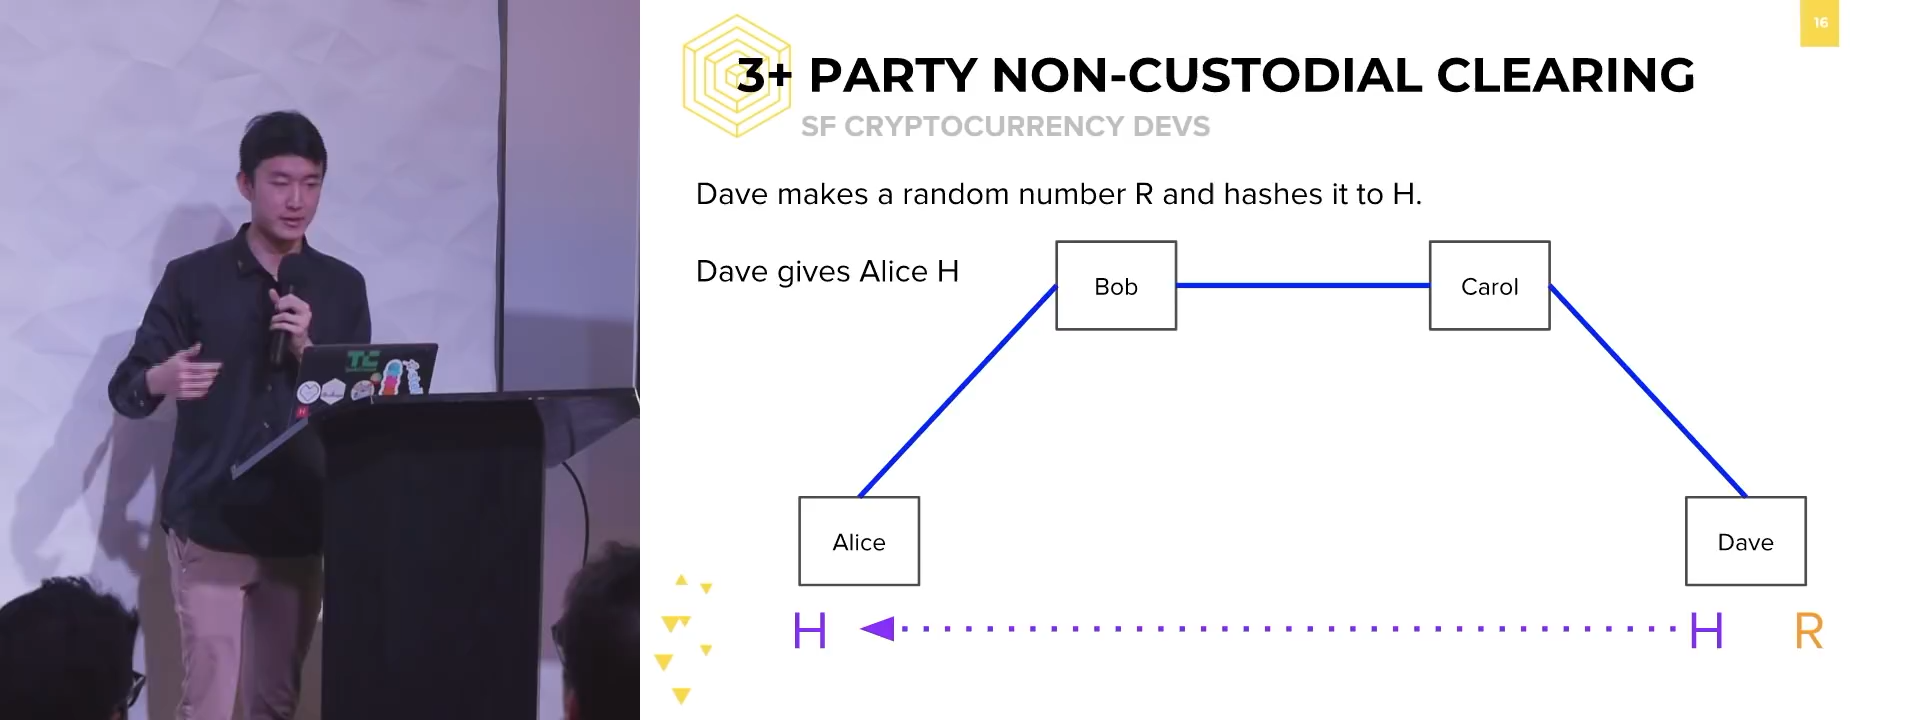 16
3+ PARTY NON-CUSTODIAL CLEARING
SF CRYPTOCURRENCY DEVS
Dave makes a random number R and hashes it to H.
Dave gives Alice H
Bob
Carol
Alice
Dave
H
H
R
TC
H